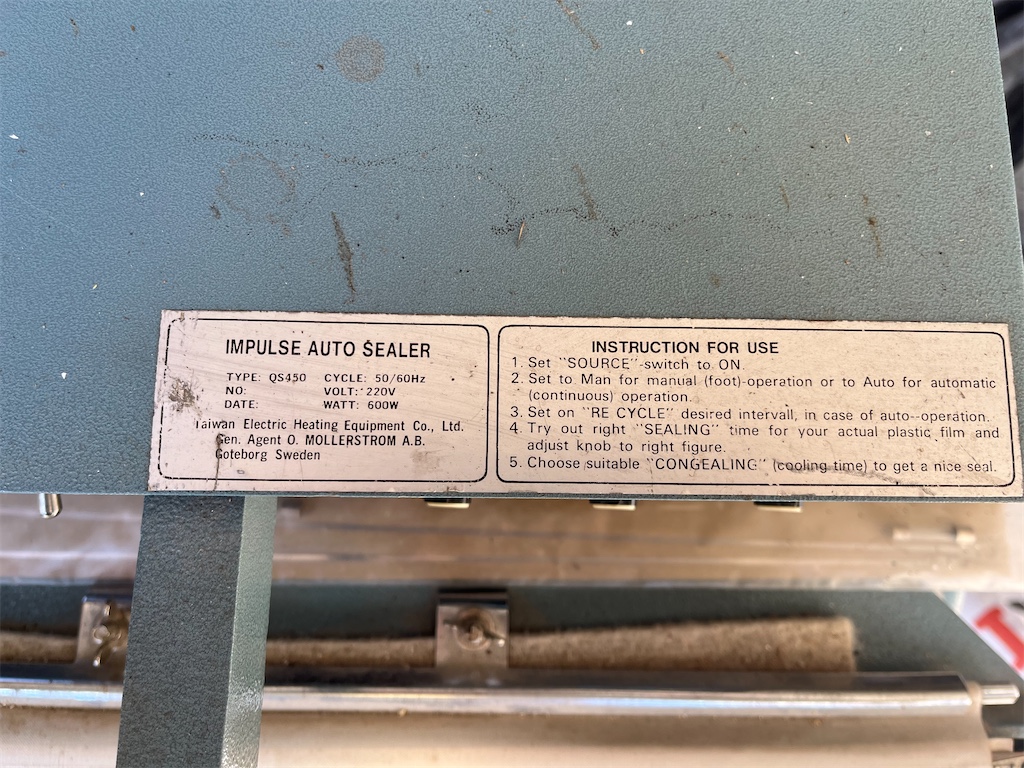 IMPULSE AUTO SEALER
TYPE: QS450 CYCLE: 50/60Hz
NO: VOLT: 220V
DATE: WATT: 600W
Taiwan Electric Heating Equipment Co., Ltd.
Gen. Agent O. MOLLERSTROM A.B.
Goteborg Sweden
INSTRUCTION FOR USE
1. Set "SOURCE"-switch to ON.
2. Set to Man for manual (foot)-operation or to Auto for automatic
(continuous) operation.
3. Set on "RE CYCLE" desired intervall, in case of auto--operation.
4. Try out right "SEALING" time for your actual plastic film and
adjust knob to right figure.
5. Choose suitable "CONGEALING" (cooling time) to get a nice seal.